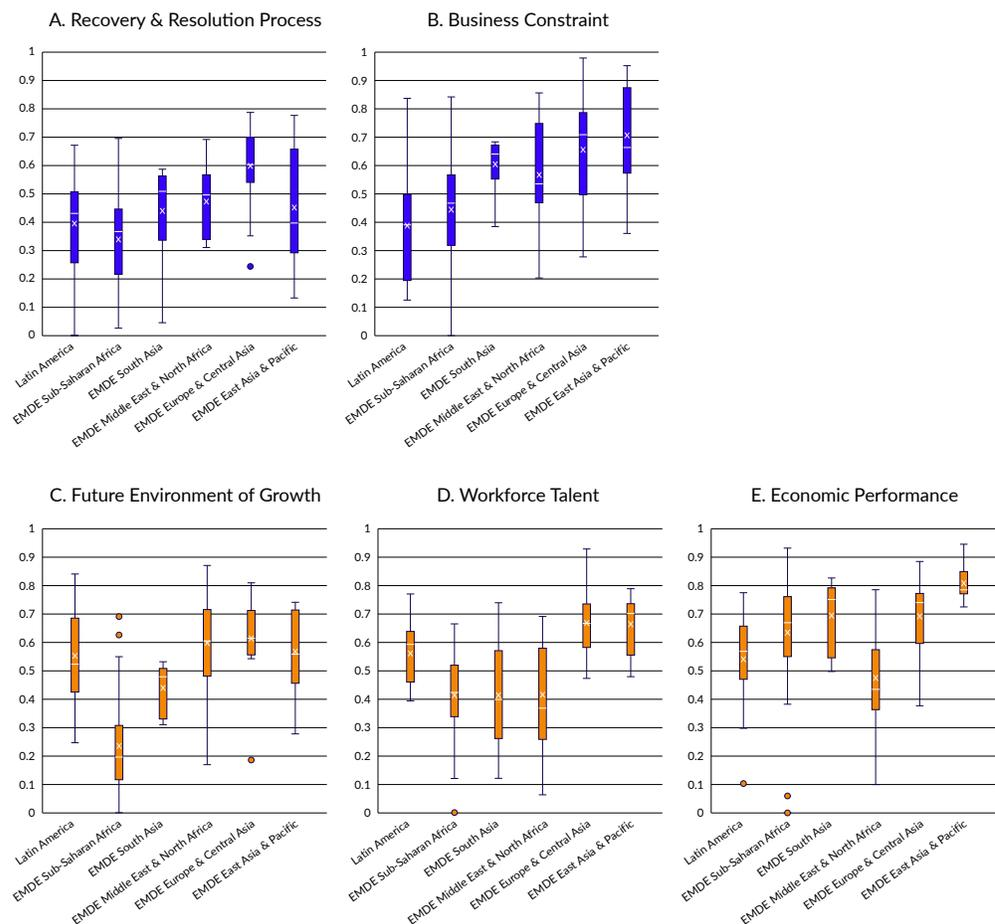 A. Recovery & Resolution Process
1
0.9
0.8
0.7
0.6
0.5
0.4
0.3
0.2
0.1
0
Latin America
EMDE Sub-Saharan Africa
EMDE South Asia
EMDE Middle East & North Africa
EMDE Europe & Central Asia
EMDE East Asia & Pacific
B. Business Constraint
1
0.9
0.8
0.7
0.6
0.5
0.4
0.3
0.2
0.1
0
Latin America
EMDE Sub-Saharan Africa
EMDE South Asia
EMDE Middle East & North Africa
EMDE Europe & Central Asia
EMDE East Asia & Pacific
C. Future Environment of Growth
1
0.9
0.8
0.7
0.6
0.5
0.4
0.3
0.2
0.1
0
Latin America
EMDE Sub-Saharan Africa
EMDE South Asia
EMDE Middle East & North Africa
EMDE Europe & Central Asia
EMDE East Asia & Pacific
D. Workforce Talent
1
0.9
0.8
0.7
0.6
0.5
0.4
0.3
0.2
0.1
0
Latin America
EMDE Sub-Saharan Africa
EMDE South Asia
EMDE Middle East & North Africa
EMDE Europe & Central Asia
EMDE East Asia & Pacific
E. Economic Performance
1
0.9
0.8
0.7
0.6
0.5
0.4
0.3
0.2
0.1
0
Latin America
EMDE Sub-Saharan Africa
EMDE South Asia
EMDE Middle East & North Africa
EMDE Europe & Central Asia
EMDE East Asia & Pacific